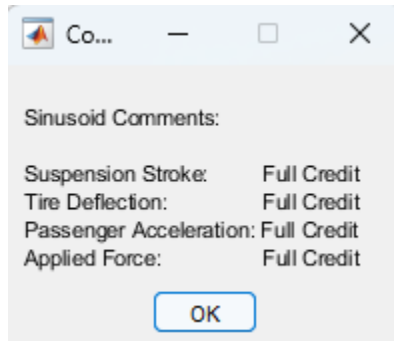 Co...
Sinusoid Comments:
Suspension Stroke: Full Credit
Tire Deflection: Full Credit
Passenger Acceleration: Full Credit
Applied Force: Full Credit
OK